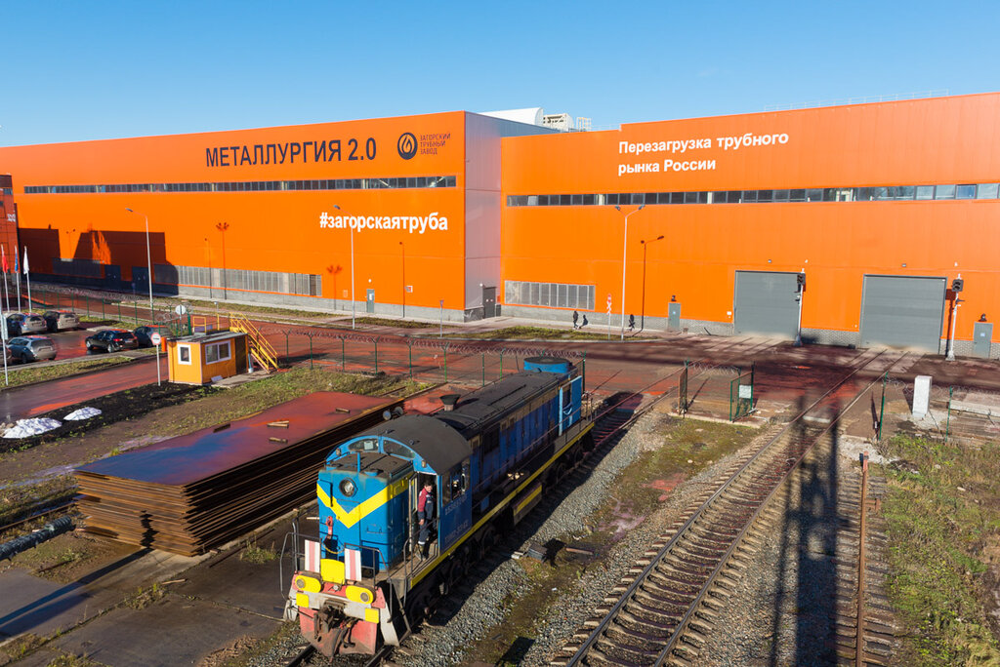 МЕТАЛЛУРГИЯ 2.0
ЗАГОРСКИЙ
ТРУБНЫЙ
ЗАВОД
#загорскаятруба
Перезагрузка трубного
рынка России